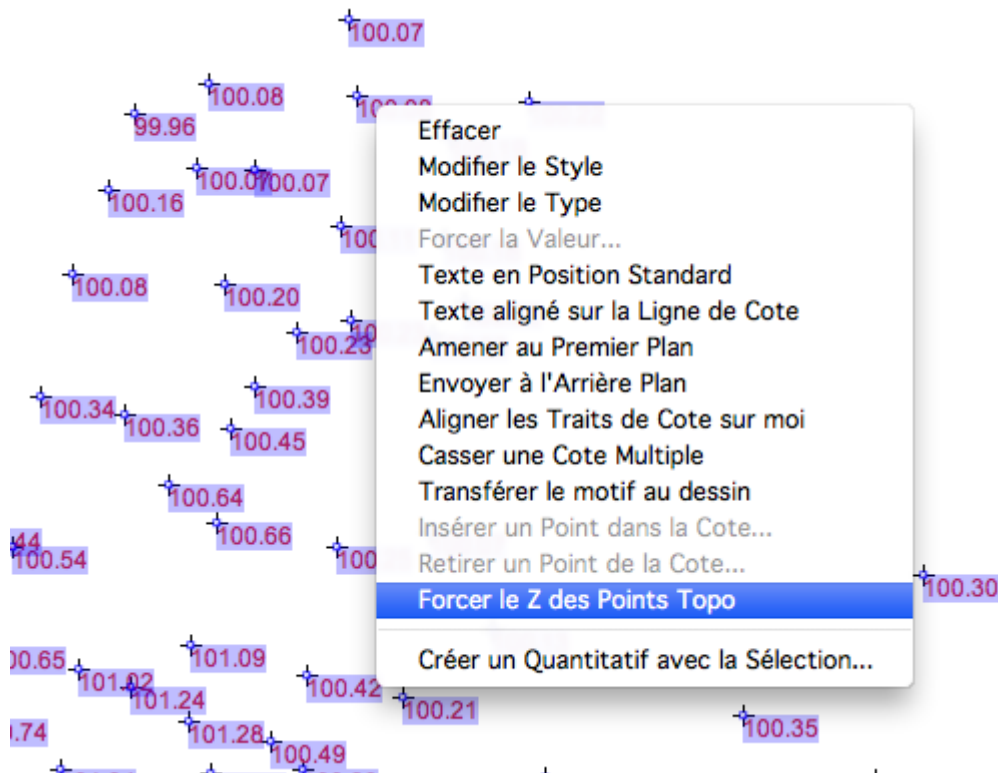 100.07
100.08
99.96
100.07
100.07
100.16
100.08
100.20
100.23
100.34
100.36
100.39
100.45
100.64
100.66
44
100.54
101.09
00.65
101.02
101.24
100.42
100.21
.74
101.28
100.49
100.30
100.35
Effacer
Modifier le Style
Modifier le Type
Forcer la Valeur...
Texte en Position Standard
Texte aligné sur la Ligne de Cote
Amener au Premier Plan
Envoyer à l'Arrière Plan
Aligner les Traits de Cote sur moi
Casser une Cote Multiple
Transférer le motif au dessin
Insérer un Point dans la Cote...
Retirer un Point de la Cote...
Forcer le Z des Points Topo
Créer un Quantitatif avec la Sélection...